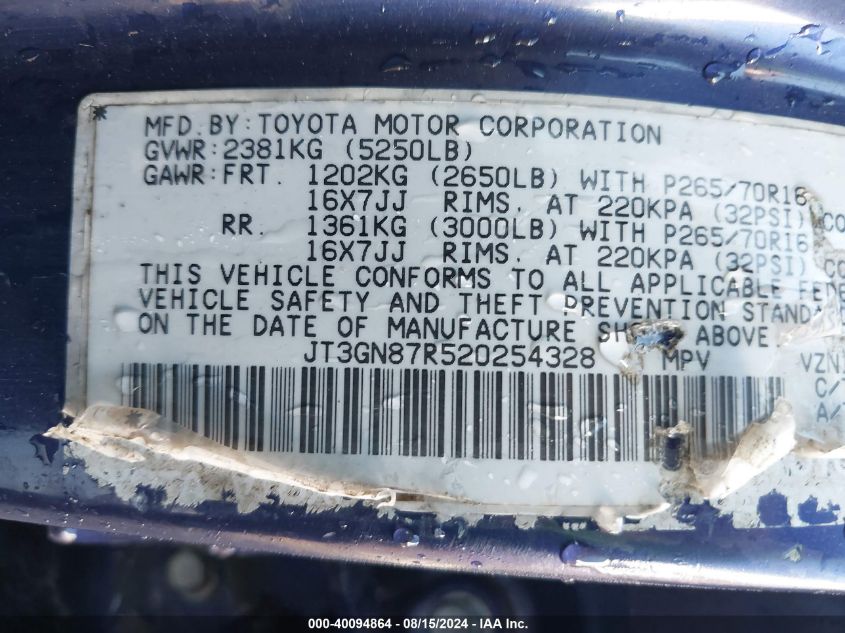 MFD. BY: TOYOTA MOTOR CORPORATION
GVWR: 2381KG (5250LB)
GAWR: FRT. 1202KG (2650LB) WITH P265/70R16
16X7JJ RIMS, AT 220KPA (32PSI)
RR. 1361KG (3000LB) WITH P265/70R16
16X7JJ RIMS, AT 220KPA (32PSI)
THIS VEHICLE CONFORMS TO ALL APPLICABLE
VEHICLE SAFETY AND THEFT PREVENTION
ON THE DATE OF MANUFACTURE ABOVE
JT3GN87R520254328 MPV VZN
C/
A/
000-40094864 - 08/15/2024 - IAA Inc.